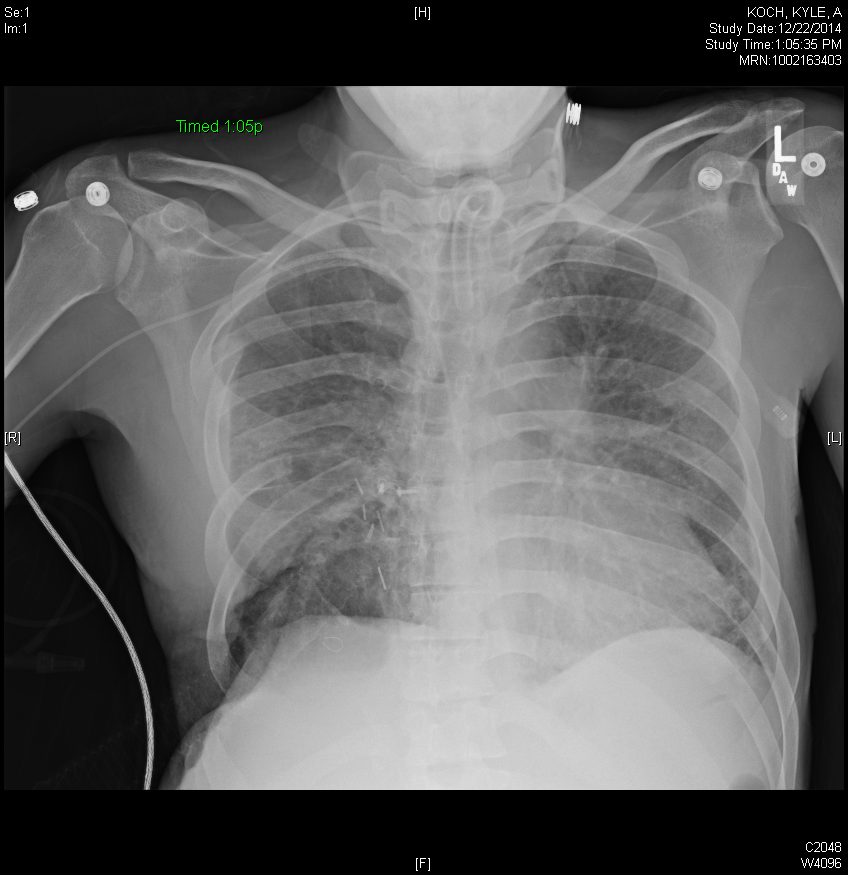 Se:1
Im:1
[H]
KOCH, KYLE, A
Study Date:12/22/2014
Study Time:1:05:35 PM
MRN:1002163403
Timed 1:05p
L
DAW
[R]
[L]
[F]
C2048
W4096